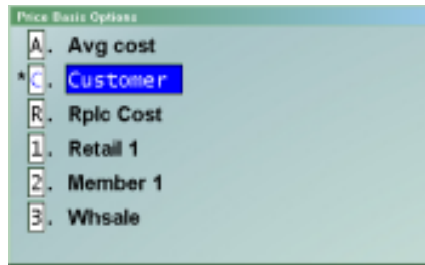 Price Basis Options
A. Avg cost
*C. Customer
R. Rplc Cost
1. Retail 1
2. Member 1
3. Whsale